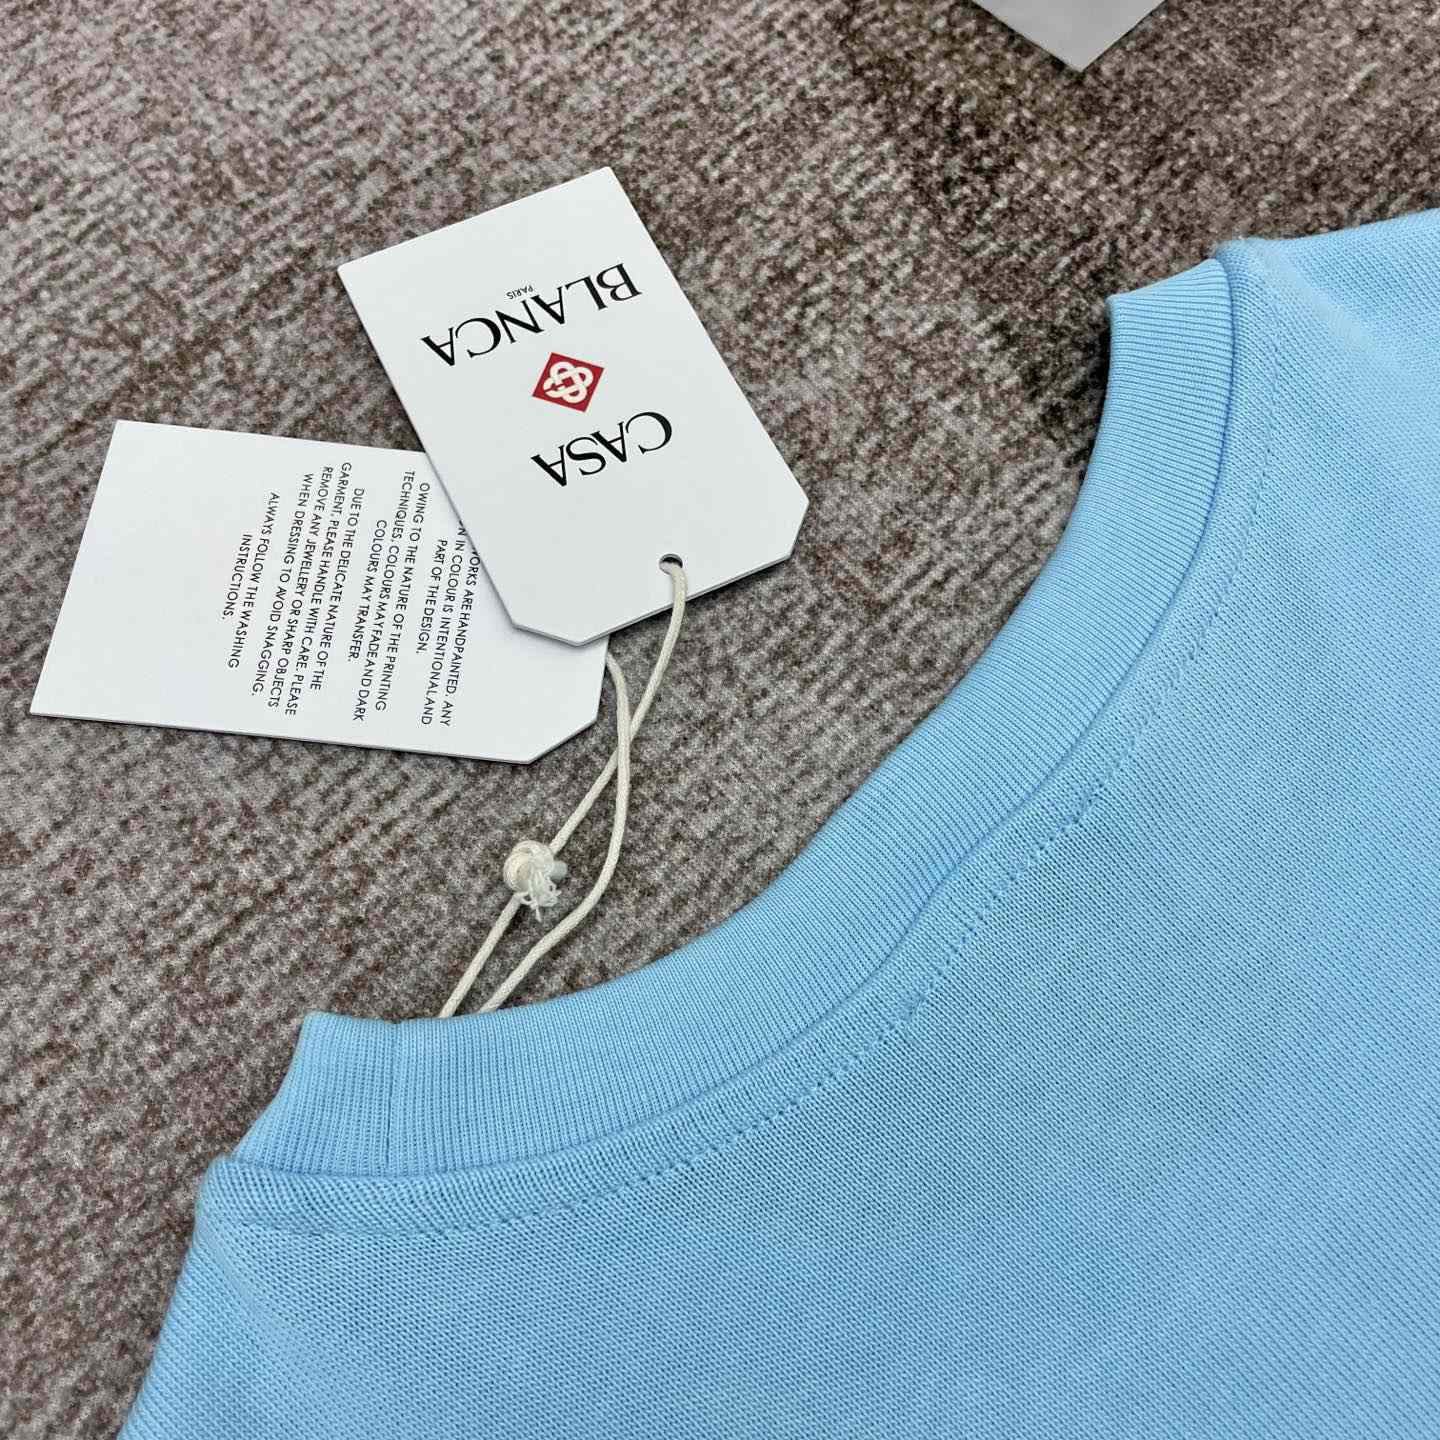 CASA
BLANCA
PARIS
ARE HANDPAINTED. ANY
IN COLOUR IS INTENTIONAL AND
PART OF THE DESIGN.
OWING TO THE NATURE OF THE PRINTING
TECHNIQUES, COLOURS MAY FADE AND DARK
COLOURS MAY TRANSFER.
DUE TO THE DELICATE NATURE OF THE
GARMENT, PLEASE HANDLE WITH CARE. PLEASE
REMOVE ANY JEWELLERY OR SHARP OBJECTS
WHEN DRESSING TO AVOID SNAGGING.
ALWAYS FOLLOW THE WASHING
INSTRUCTIONS.